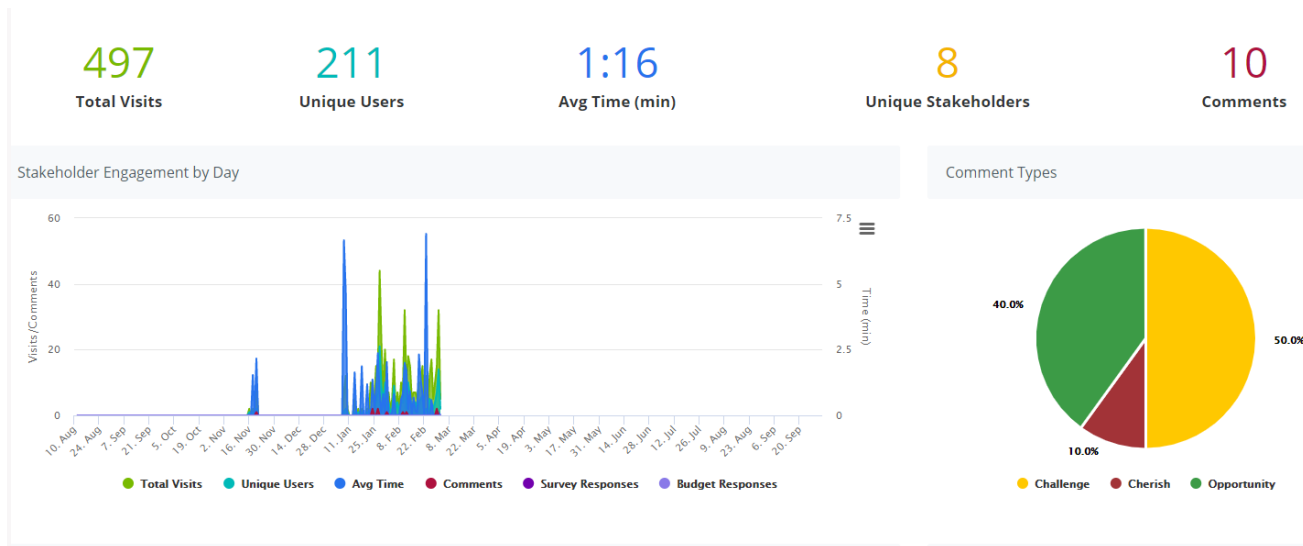 497
Total Visits
211
Unique Users
1:16
Avg Time (min)
8
Unique Stakeholders
10
Comments
Stakeholder Engagement by Day
Visits/Comments
60
40
20
0
7.5
5
2.5
0
Time (min)
10. Aug
24. Aug
7. Sep
21. Sep
5. Oct
19. Oct
2. Nov
16. Nov
30. Nov
14. Dec
28. Dec
11. Jan
25. Jan
8. Feb
22. Feb
8. Mar
22. Mar
5. Apr
19. Apr
3. May
17. May
31. May
14. Jun
28. Jun
12. Jul
26. Jul
9. Aug
23. Aug
6. Sep
20. Sep
Total Visits
Unique Users
Avg Time
Comments
Survey Responses
Budget Responses
Comment Types
40.0%
50.0%
10.0%
Challenge
Cherish
Opportunity